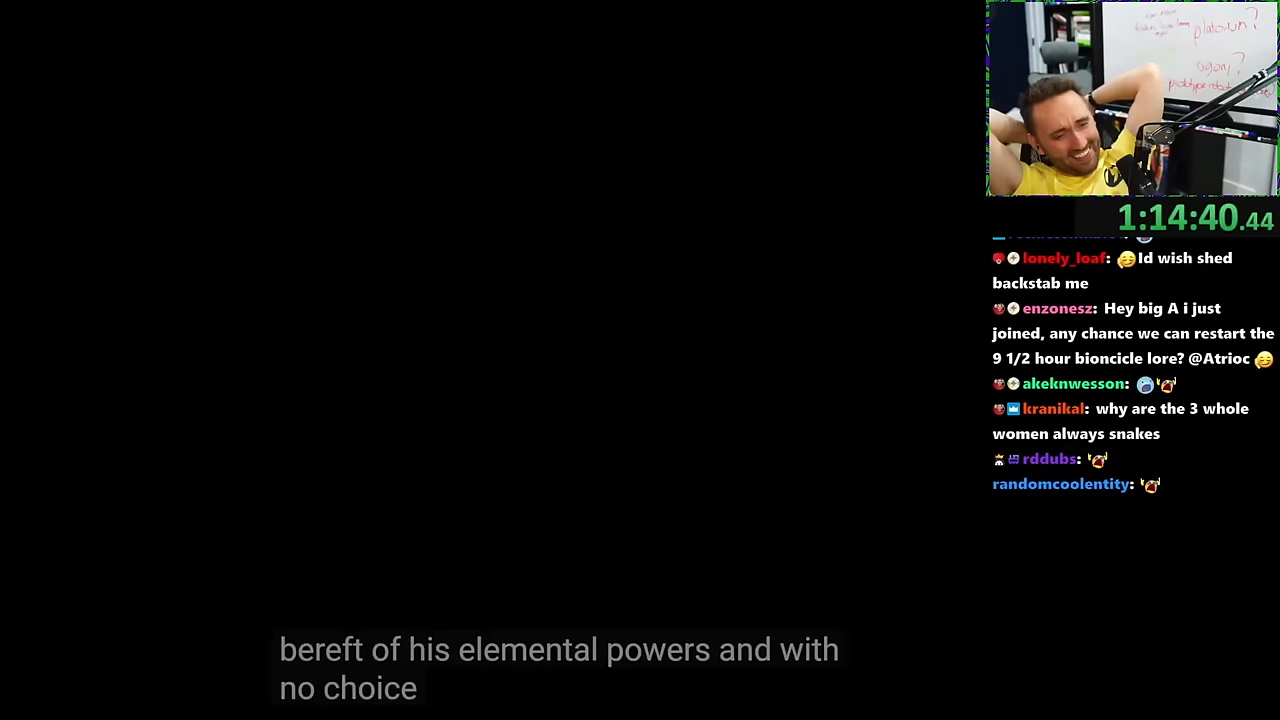 platonun?
agony?
1:14:40.44
lonely_loaf: Id wish shed
backstab me
enzonesz: Hey big A i just
joined, any chance we can restart the
9 1/2 hour bioncicle lore? @Atrioc
akeknwesson:
kranikal: why are the 3 whole
women always snakes
rddubs:
randomcoolentity:
bereft of his elemental powers and with
no choice